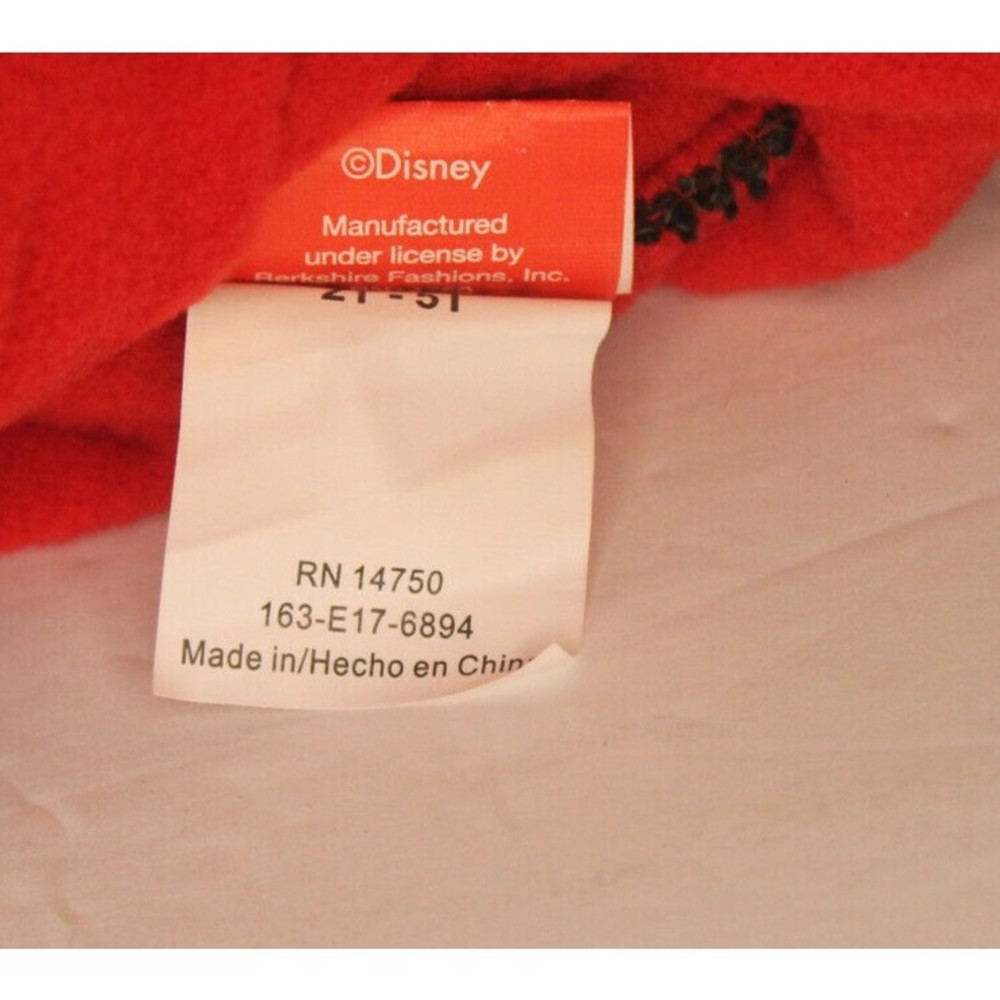 ©Disney
Manufactured
under license by
Berkshire Fashions, Inc.
2T - 5T
RN 14750
163-E17-6894
Made in/Hecho en Chin